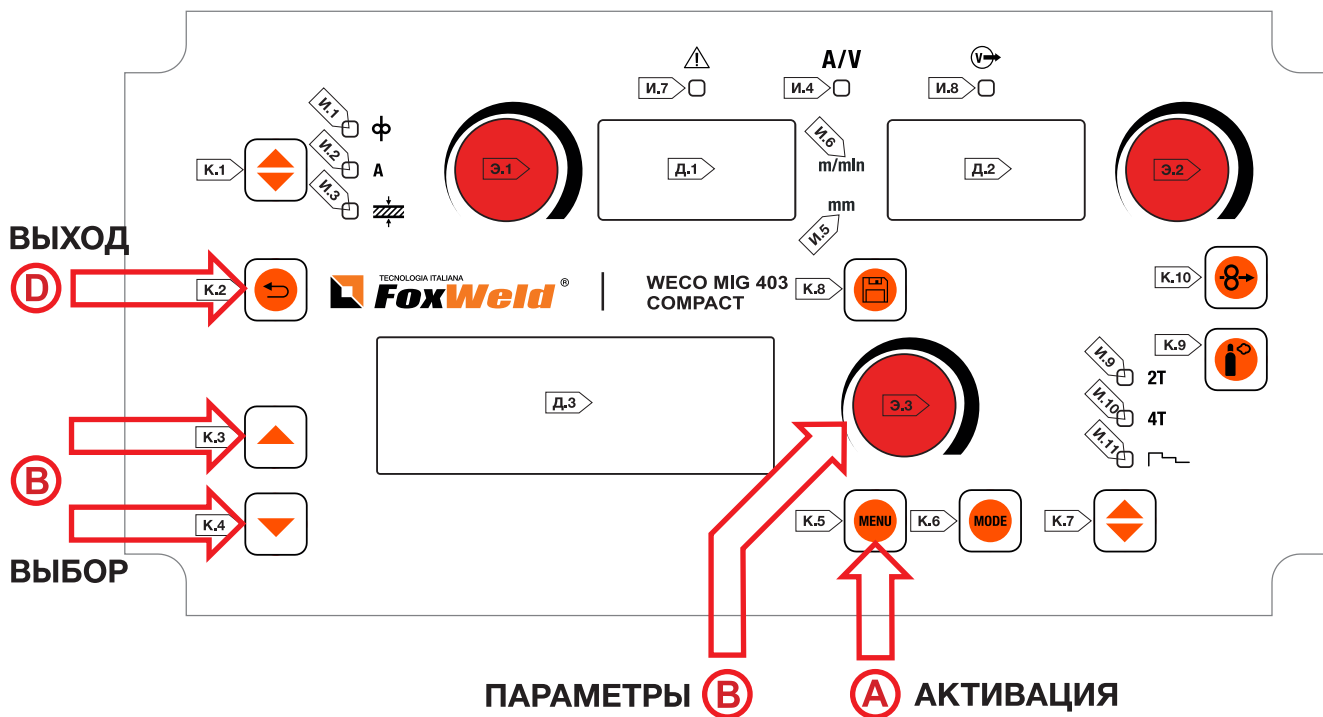 И.7
A/V
И.4
И.8
И.1
И.2
A
И.3
К.1
Э.1
Д.1
И.6
m/mIn
mm
И.5
Д.2
Э.2
ВЫХОД
D
К.2
TECNOLOGIA ITALIANA
FoxWeld®
WECO MIG 403
COMPACT
К.8
К.10
К.9
И.9
2T
И.10
4T
И.11
Д.3
Э.3
B
К.3
К.4
ВЫБОР
К.5
MENU
К.6
MODE
К.7
ПАРАМЕТРЫ B
A АКТИВАЦИЯ
V
8